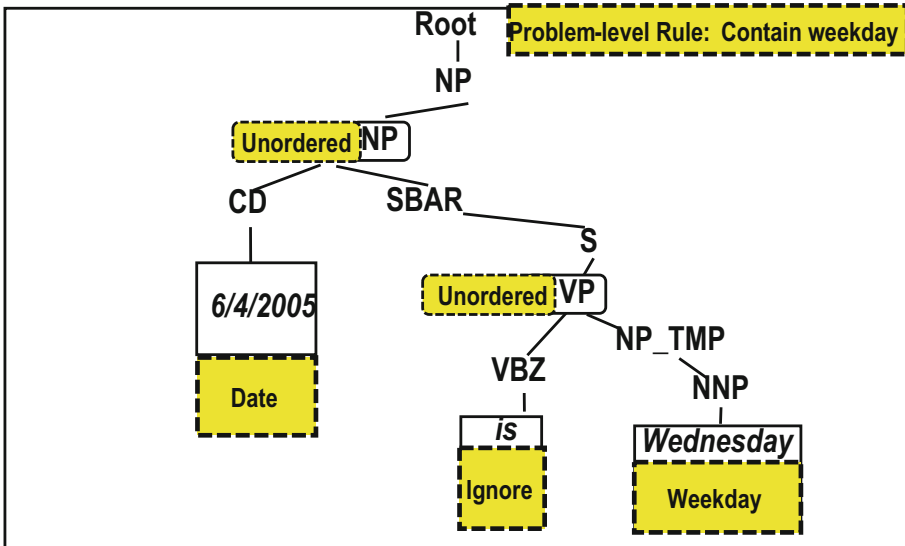 Root
Problem-level Rule: Contain weekday
NP
Unordered NP
CD
SBAR
S
6/4/2005
Unordered VP
NP_TMP
VBZ
NNP
Date
is
Wednesday
Ignore
Weekday